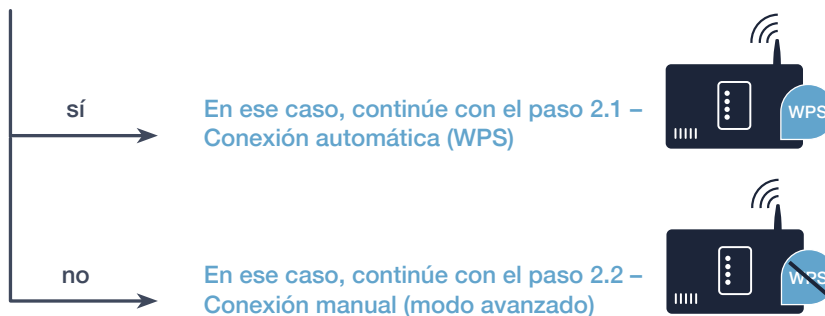 sí
En ese caso, continúe con el paso 2.1 –
Conexión automática (WPS)
WPS
no
En ese caso, continúe con el paso 2.2 –
Conexión manual (modo avanzado)
WPS